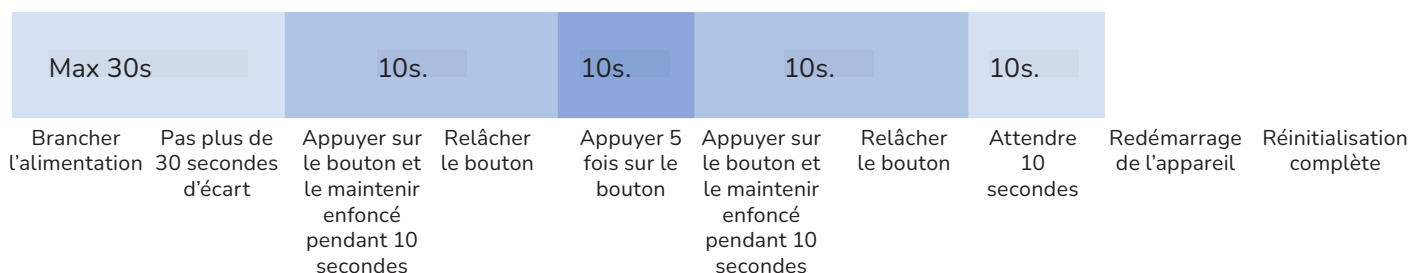 Max 30s
10s.
10s.
10s.
10s.
Brancher
l'alimentation
Pas plus de
30 secondes
d'écart
Appuyer sur
le bouton et
le maintenir
enfoncé
pendant 10
secondes
Relâcher
le bouton
Appuyer 5
fois sur le
bouton
Appuyer sur
le bouton et
le maintenir
enfoncé
pendant 10
secondes
Relâcher
le bouton
Attendre
10
secondes
Redémarrage
de l'appareil
Réinitialisation
complète